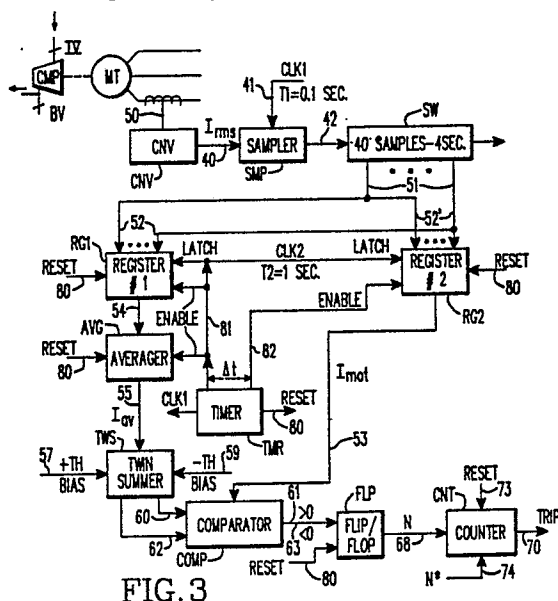 IV
CMP
MT
BV
50
CNV
CNV
Irms
40
41
CLK1
T1=0.1 SEC.
SAMPLER
SMP
42
SW
40 SAMPLES-4SEC.
51
52
52'
RG1
REGISTER
#1
RESET
80
LATCH
CLK2
T2=1 SEC.
LATCH
REGISTER
#2
RG2
RESET
80
54
ENABLE
81
82
ENABLE
AVG
AVERAGER
RESET
80
Δt
CLK1
TIMER
TMR
RESET
80
Imot
53
55
Iav
TWS
57
+TH
BIAS
TWIN
SUMMER
-TH
59
BIAS
60
62
COMPARATOR
COMP
61
>0
<0
63
FLP
FLIP/
FLOP
RESET
80
N
68
RESET
73
CNT
COUNTER
TRIP
70
N*
74
FIG. 3